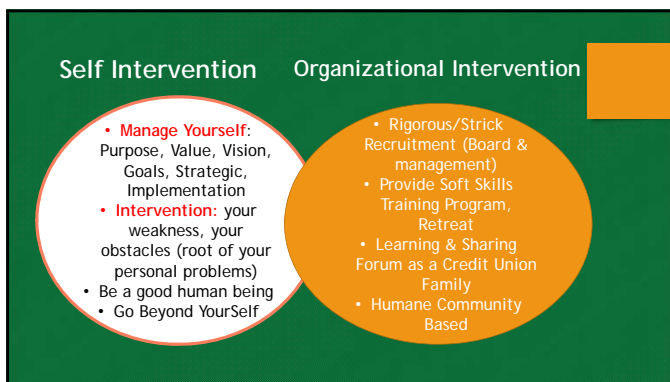 Self Intervention
Organizational Intervention
• Manage Yourself:
Purpose, Value, Vision,
Goals, Strategic,
Implementation
• Intervention: your
weakness, your
obstacles (root of your
personal problems)
• Be a good human being
• Go Beyond YourSelf
• Rigorous/Strick
Recruitment (Board &
management)
• Provide Soft Skills
Training Program,
Retreat
• Learning & Sharing
Forum as a Credit Union
Family
• Humane Community
Based